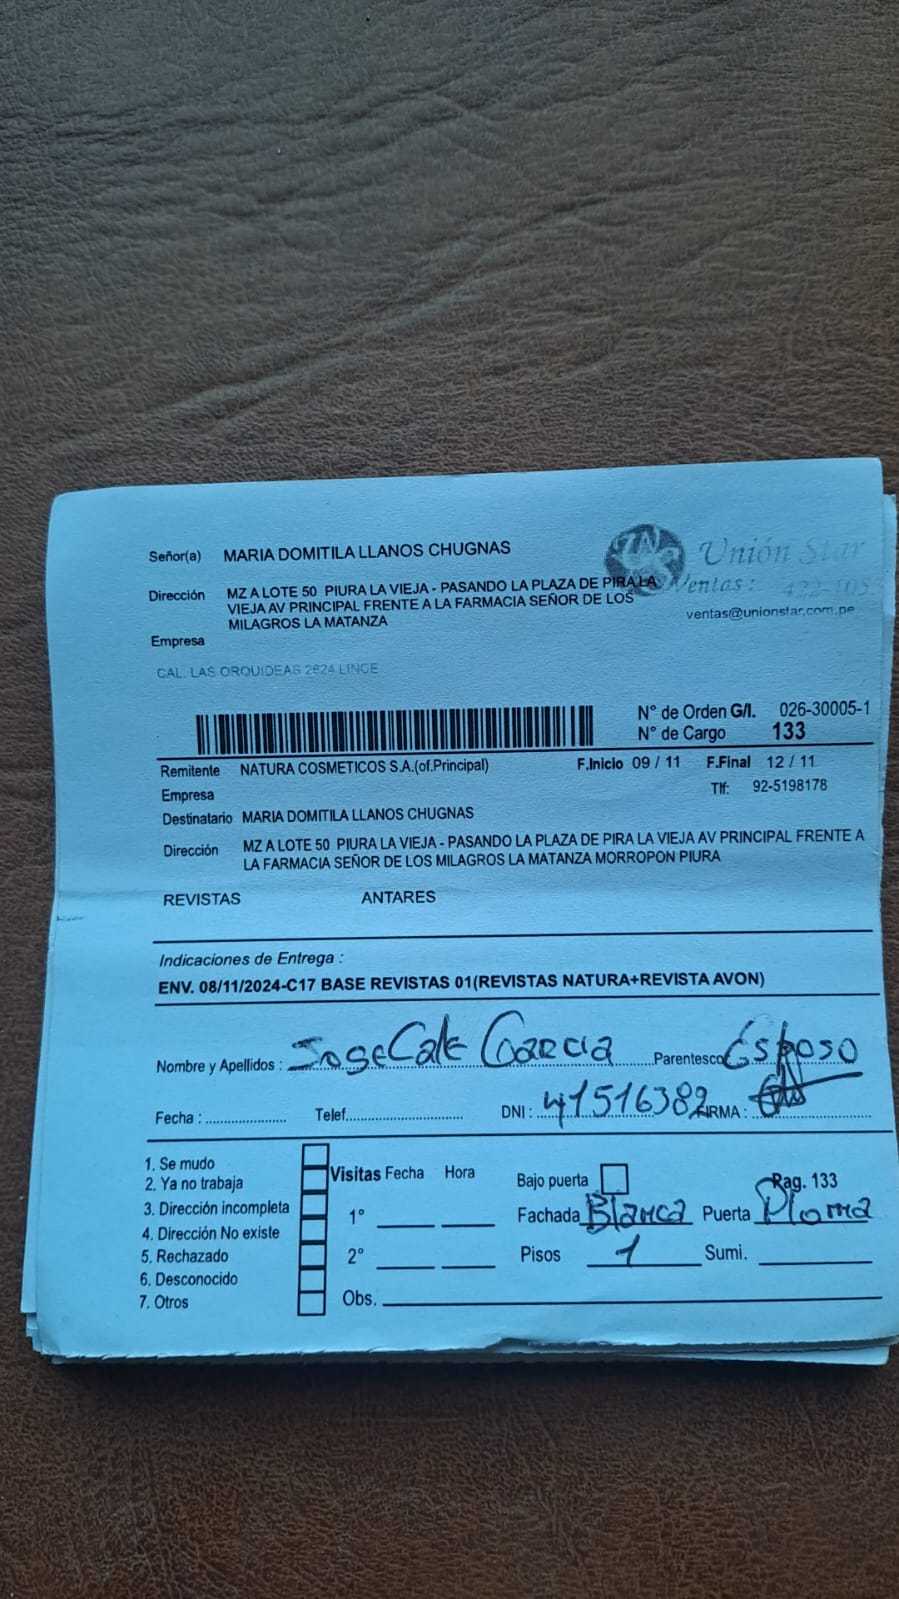 Señor(a) MARIA DOMITILA LLANOS CHUGNAS
Unión Star
Dirección MZ A LOTE 50 PIURA LA VIEJA - PASANDO LA PLAZA DE PIRA LA
VIEJA AV PRINCIPAL FRENTE A LA FARMACIA SEÑOR DE LOS
MILAGROS LA MATANZA
Ventas :
ventas@unionstar.com.pe
Empresa
CAL. LAS ORQUIDEAS 2624 LINCE
N° de Orden G/I. 026-30005-1
N° de Cargo 133
Remitente NATURA COSMETICOS S.A.(of.Principal) F.Inicio 09 / 11 F.Final 12 / 11
Empresa Tlf: 92-5198178
Destinatario MARIA DOMITILA LLANOS CHUGNAS
Dirección MZ A LOTE 50 PIURA LA VIEJA - PASANDO LA PLAZA DE PIRA LA VIEJA AV PRINCIPAL FRENTE A
LA FARMACIA SEÑOR DE LOS MILAGROS LA MATANZA MORROPON PIURA
REVISTAS ANTARES
Indicaciones de Entrega :
ENV. 08/11/2024-C17 BASE REVISTAS 01(REVISTAS NATURA+REVISTA AVON)
Nombre y Apellidos : Jose Garcia Parentesco Esposo
Fecha : Telef. DNI : 41516382 FIRMA :
1. Se mudo
2. Ya no trabaja
3. Dirección incompleta
4. Dirección No existe
5. Rechazado
6. Desconocido
7. Otros
Visitas Fecha Hora
1°
2°
Obs.
Bajo puerta Pag. 133
Fachada Blanca Puerta Ploma
Pisos 1 Sumi.